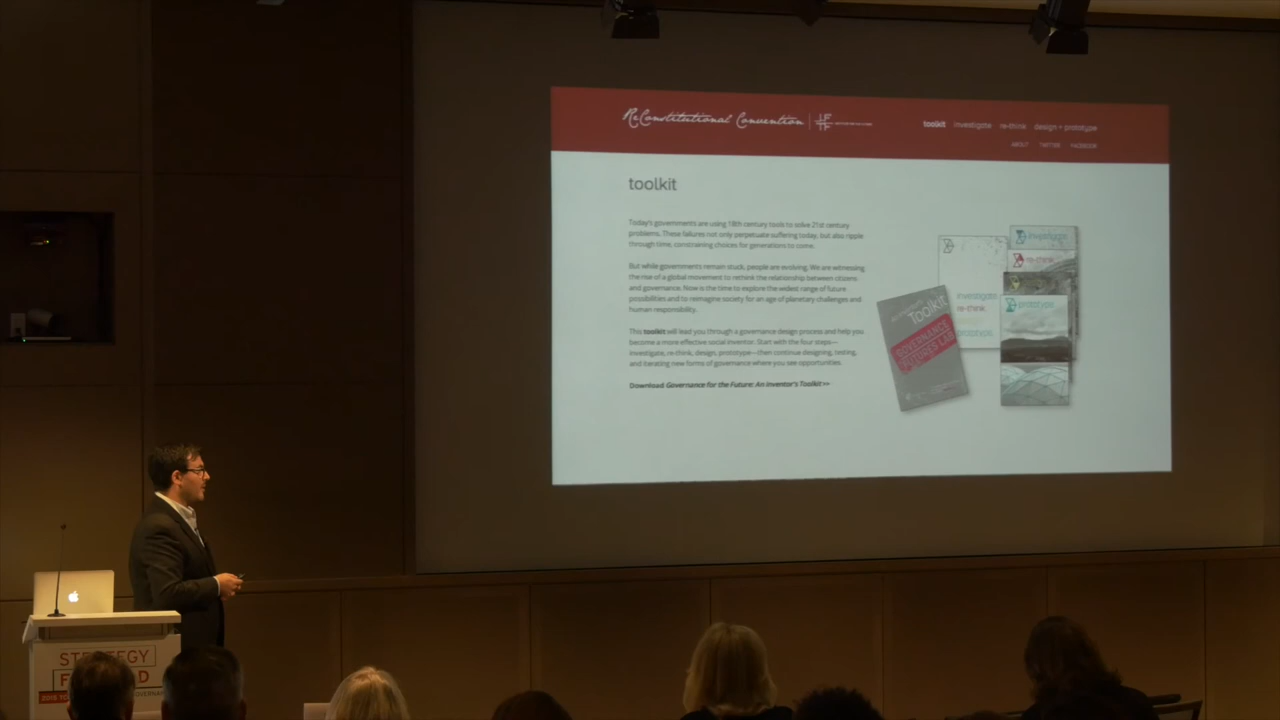 ReConstitutional Convention | IFTF
toolkit investigate re-think design + prototype
ABOUT TWITTER FACEBOOK
toolkit
Today's governments are using 18th century tools to solve 21st century
problems. These failures not only perpetuate suffering today, but also ripple
through time, constraining choices for generations to come.
But while governments remain stuck, people are evolving. We are witnessing
the rise of a global movement to rethink the relationship between citizens
and governance. Now is the time to explore the widest range of future
possibilities and to reimagine society for an age of planetary challenges and
human responsibility.
This toolkit will lead you through a governance design process and help you
become a more effective social inventor. Start with the four steps—
investigate, re-think, design, prototype—then continue designing, testing,
and iterating new forms of governance where you see opportunities.
Download Governance for the Future: An Inventor's Toolkit >>
investigate
re-think
prototype
Toolkit
GOVERNANCE
FUTURES LAB
investigate
re-think
prototype